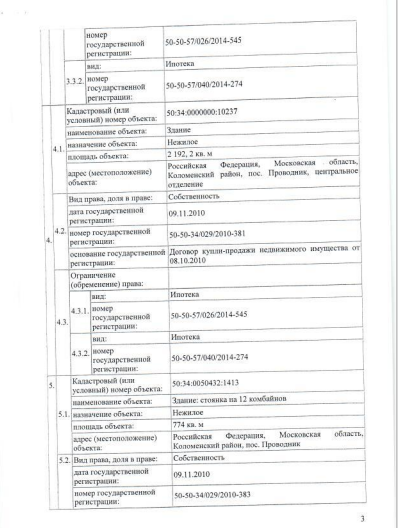 номер
государственной 50-50-57/026/2014-545
регистрации:
вид: Ипотека
3.3.2. номер
государственной 50-50-57/040/2014-274
регистрации:
Кадастровый (или 50:34:0000000:10237
условный) номер объекта:
наименование объекта: Здание
4.1. назначение объекта: Нежилое
площадь объекта: 2 192, 2 кв. м
адрес (местоположение) Российская Федерация, Московская область,
объекта: Коломенский район, пос. Проводник, центральное
отделение
Вид права, доля в праве: Собственность
дата государственной 09.11.2010
регистрации:
4. 4.2. номер государственной 50-50-34/029/2010-381
регистрации:
основание государственной Договор купли-продажи недвижимого имущества от
регистрации: 08.10.2010
Ограничение
(обременение) права:
вид: Ипотека
4.3.1. номер
государственной 50-50-57/026/2014-545
4.3. регистрации:
вид: Ипотека
4.3.2. номер
государственной 50-50-57/040/2014-274
регистрации:
5. Кадастровый (или 50:34:0050432:1413
условный) номер объекта:
наименование объекта: Здание: стоянка на 12 комбайнов
5.1. назначение объекта: Нежилое
площадь объекта: 774 кв. м
адрес (местоположение) Российская Федерация, Московская область,
объекта: Коломенский район, пос. Проводник
5.2. Вид права, доля в праве: Собственность
дата государственной 09.11.2010
регистрации:
номер государственной 50-50-34/029/2010-383
регистрации:
3